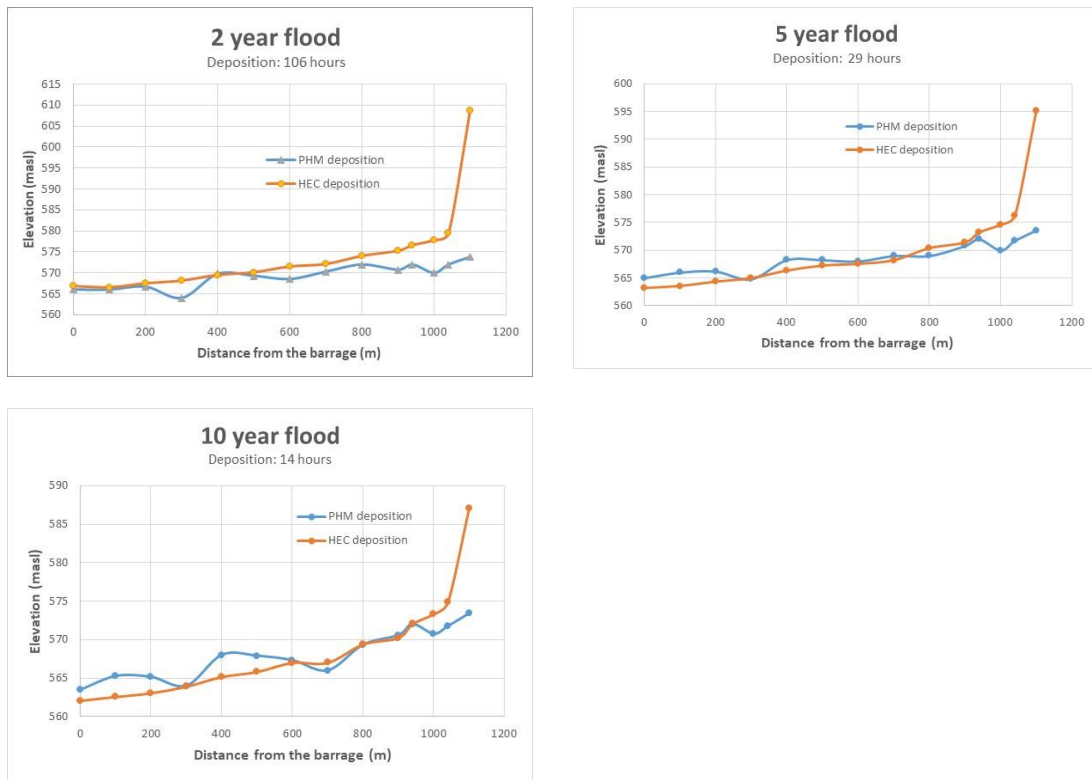 2 year flood
Deposition: 106 hours
615
610
605
600
595
590
585
580
575
570
565
560
Elevation (masl)
PHM deposition
HEC deposition
0 200 400 600 800 1000 1200
Distance from the barrage (m)
5 year flood
Deposition: 29 hours
600
595
590
585
580
575
570
565
560
Elevation (masl)
PHM deposition
HEC deposition
0 200 400 600 800 1000 1200
Distance from the barrage (m)
10 year flood
Deposition: 14 hours
590
585
580
575
570
565
560
Elevation (masl)
PHM deposition
HEC deposition
0 200 400 600 800 1000 1200
Distance from the barrage (m)